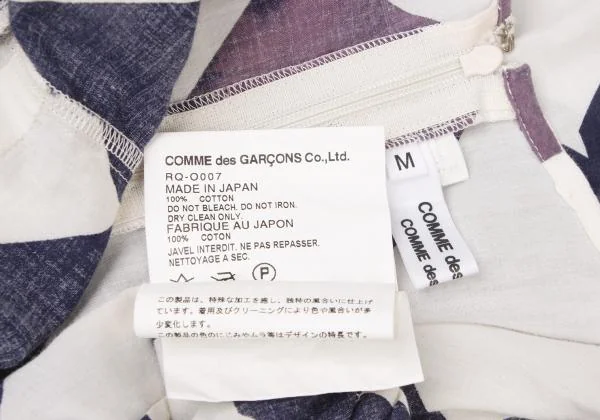 COMME des GARÇONS Co.,Ltd.
RQ-O007
MADE IN JAPAN
100% COTTON
DO NOT BLEACH. DO NOT IRON.
DRY CLEAN ONLY.
FABRIQUE AU JAPON
100% COTON
JAVEL INTERDIT. NE PAS REPASSER.
NETTOYAGE A SEC.
P
この製品は、特殊な加工を施し、独特の風合いに仕上げ
ています。着用及びクリーニングにより色や風合いが多
少変化します。
この製品の色のにじみやムラ等はデザインの特長です。
M
COMME des
COMME des